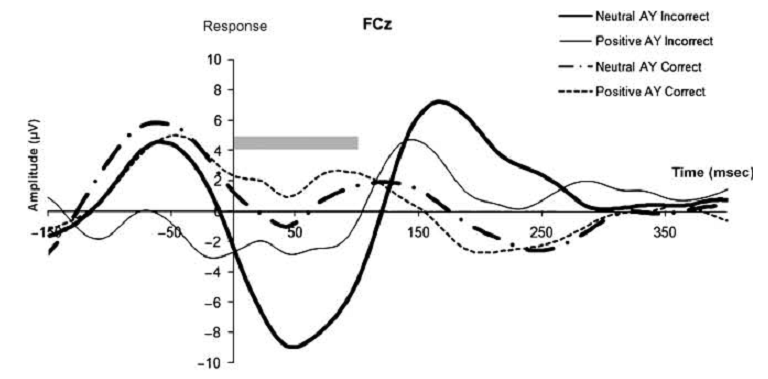 Response
FCz
Neutral AY Incorrect
Positive AY Incorrect
Neutral AY Correct
Positive AY Correct
Amplitude (µV)
Time (msec)
10
8
6
4
2
0
-2
-4
-6
-8
-10
-150
-50
50
150
250
350